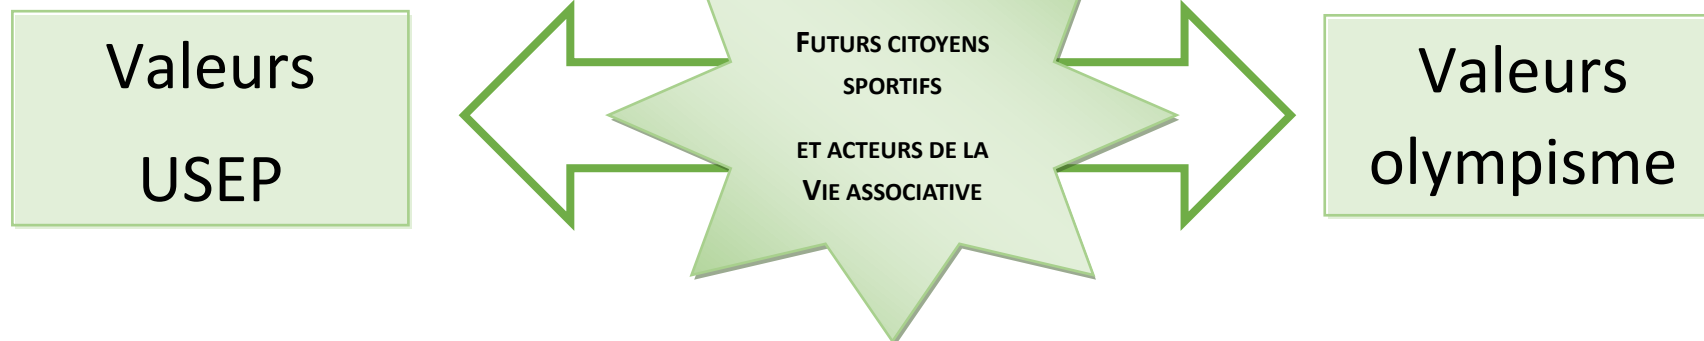 Valeurs
USEP
FUTURS CITOYENS
SPORTIFS
ET ACTEURS DE LA
VIE ASSOCIATIVE
Valeurs
olympisme